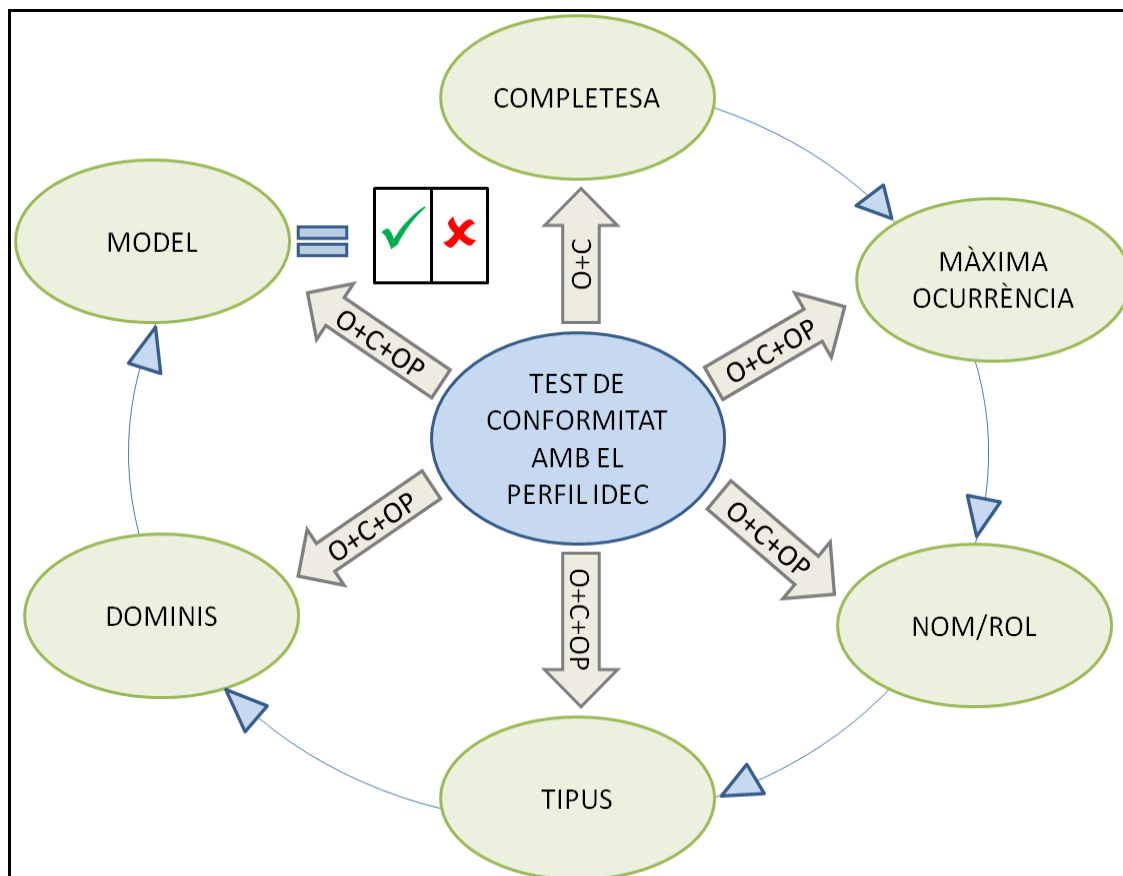 COMPLETESA
MODEL
MÀXIMA
OCURRÈNCIA
O+C
O+C+OP
O+C+OP
TEST DE
CONFORMITAT
AMB EL
PERFIL IDEC
O+C+OP
O+C+OP
O+C+OP
DOMINIS
NOM/ROL
TIPUS